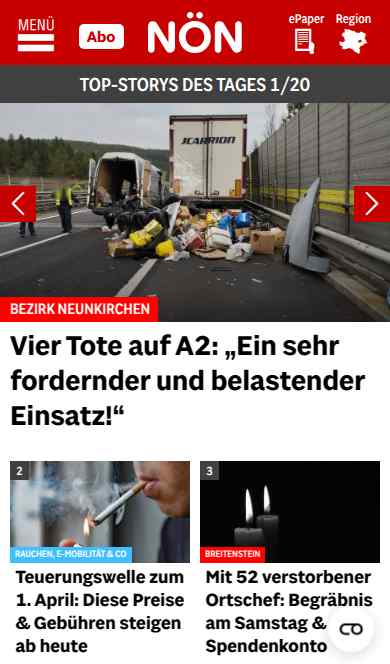 MENÜ
Abo
NÖN
ePaper
Region
TOP-STORYS DES TAGES 1/20
CARRION
BEZIRK NEUNKIRCHEN
Vier Tote auf A2: „Ein sehr
fordernder und belastender
Einsatz!“
2
RAUCHEN, E-MOBILITÄT & CO
Teuerungswelle zum
1. April: Diese Preise
& Gebühren steigen
ab heute
3
BREITENSTEIN
Mit 52 verstorbener
Ortschef: Begräbnis
am Samstag &
Spendenkonto